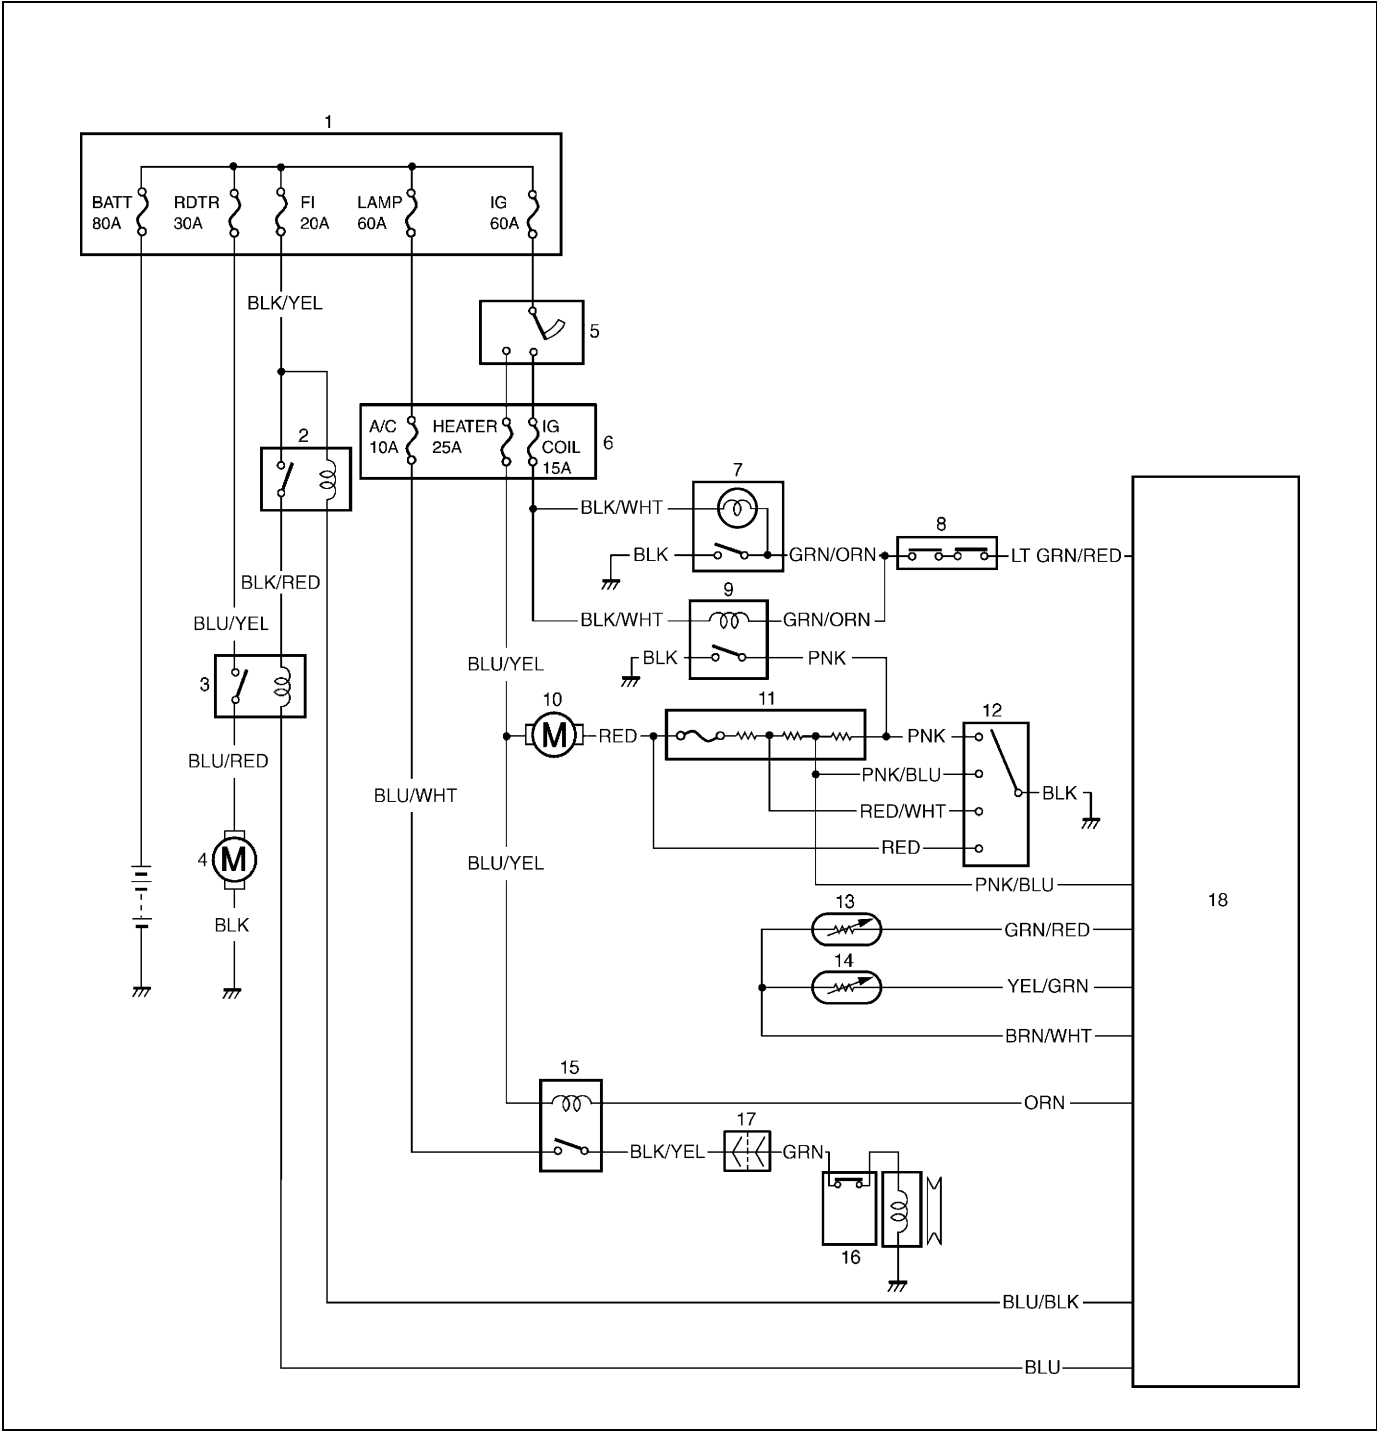 1
BATT
80A
RDTR
30A
FI
20A
LAMP
60A
IG
60A
BLK/YEL
5
A/C
10A
HEATER
25A
IG
COIL
15A
6
2
7
BLK/WHT
8
BLK
GRN/ORN
LT GRN/RED
BLK/RED
9
BLU/YEL
BLK/WHT
GRN/ORN
BLK
PNK
BLU/YEL
3
10
11
12
M
RED
PNK
BLU/RED
PNK/BLU
BLU/WHT
BLK
RED/WHT
RED
4
M
BLU/YEL
PNK/BLU
18
13
BLK
GRN/RED
14
YEL/GRN
BRN/WHT
15
ORN
17
BLK/YEL
GRN
16
BLU/BLK
BLU